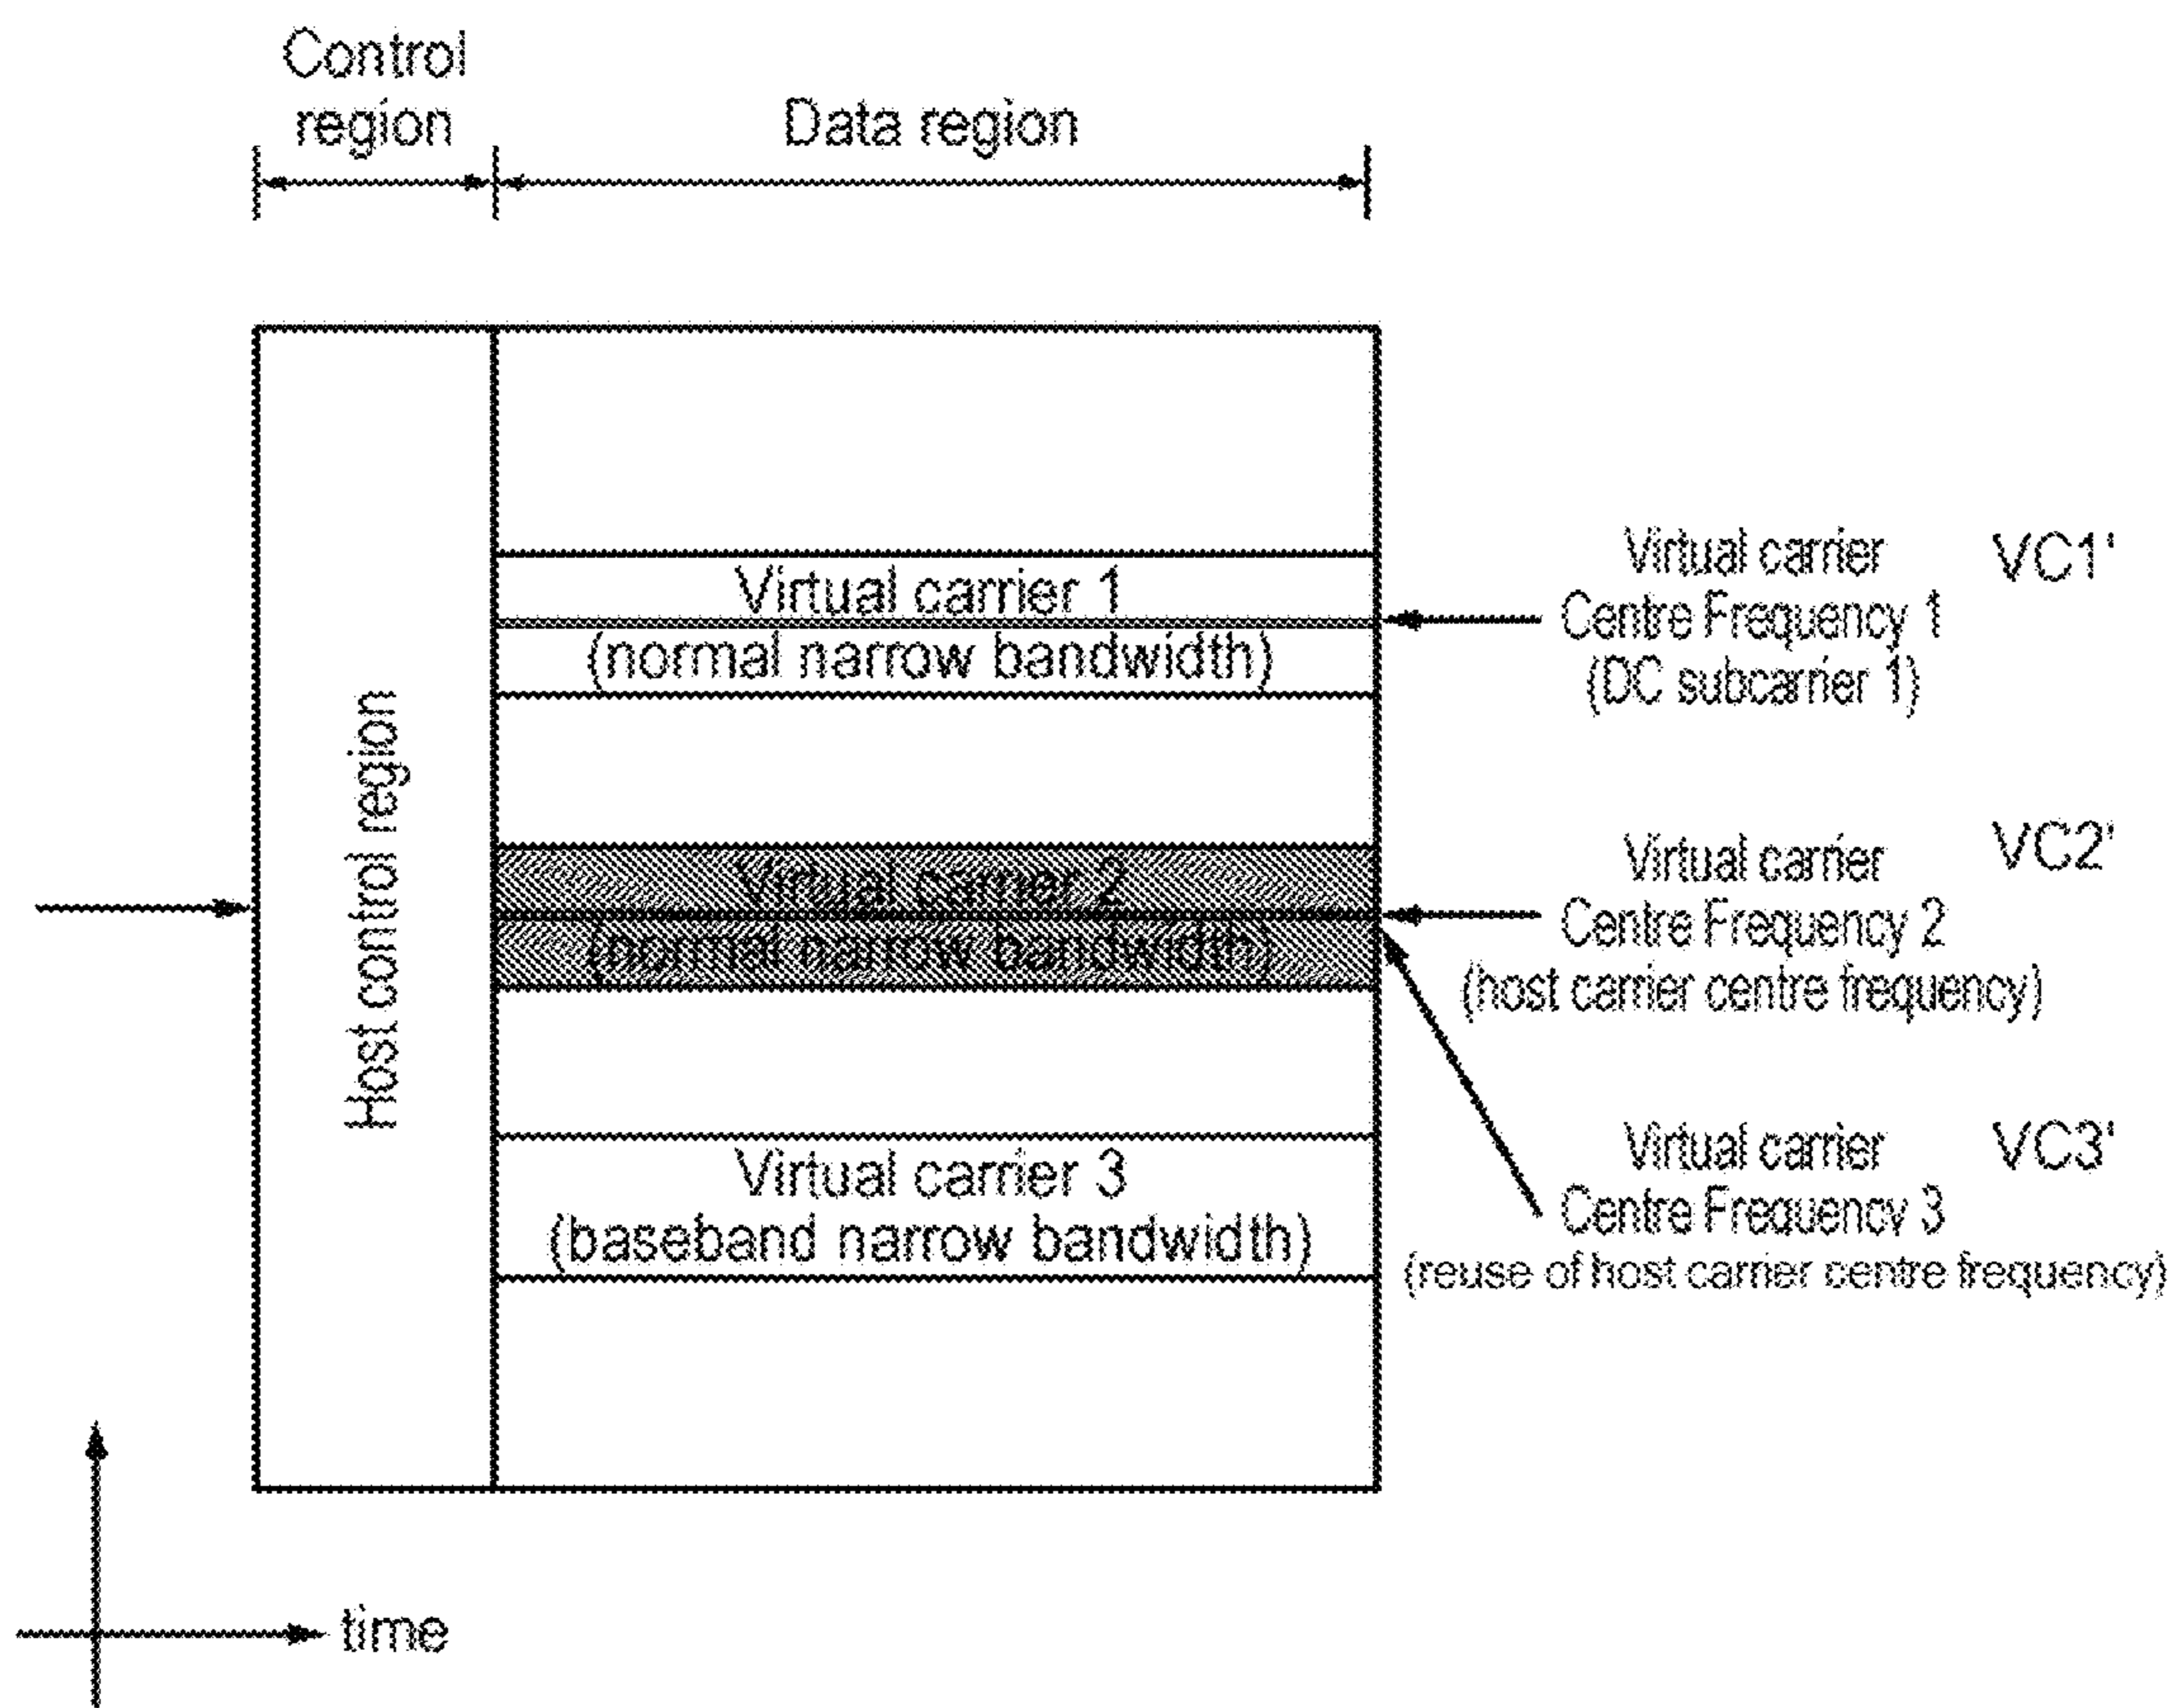 Control
region
Data region
Host control region
Virtual carrier 1
(normal narrow bandwidth)
Virtual carrier 2
(normal narrow bandwidth)
Virtual carrier 3
(baseband narrow bandwidth)
Virtual carrier
Centre Frequency 1
(DC subcarrier 1)
VC1'
Virtual carrier
Centre Frequency 2
(host carrier centre frequency)
VC2'
Virtual carrier
Centre Frequency 3
(reuse of host carrier centre frequency)
VC3'
time